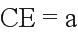 CE = a